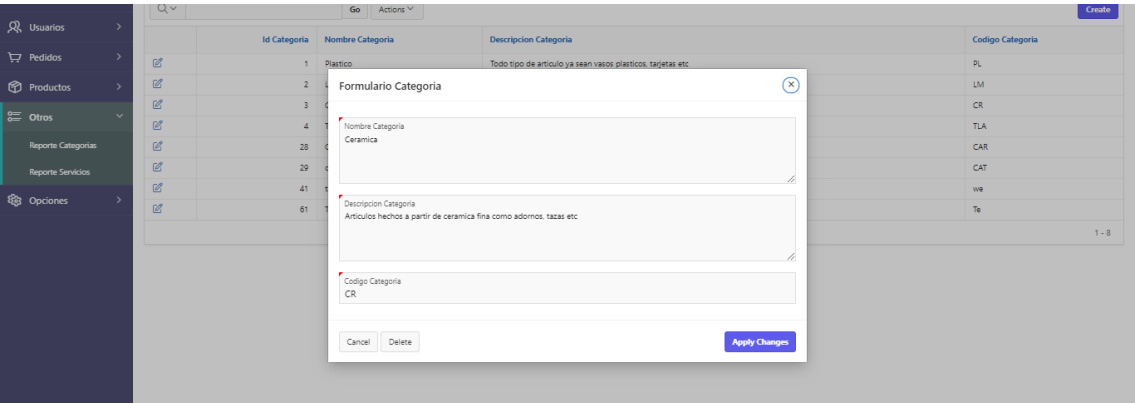 Usuarios
Pedidos
Productos
Otros
Reporte Categorias
Reporte Servicios
Opciones
Go Actions Create
Id Categoria Nombre Categoria Descripcion Categoria Codigo Categoria
1 Plastico Todo tipo de articulo ya sean vasos plasticos, tarjetas etc PL
2 LM
3 CR
4 TLA
28 CAR
29 CAT
41 we
61 Te
1 - 8
Formulario Categoria
Nombre Categoria
Ceramica
Descripcion Categoria
Articulos hechos a partir de ceramica fina como adornos, tazas etc
Codigo Categoria
CR
Cancel Delete Apply Changes